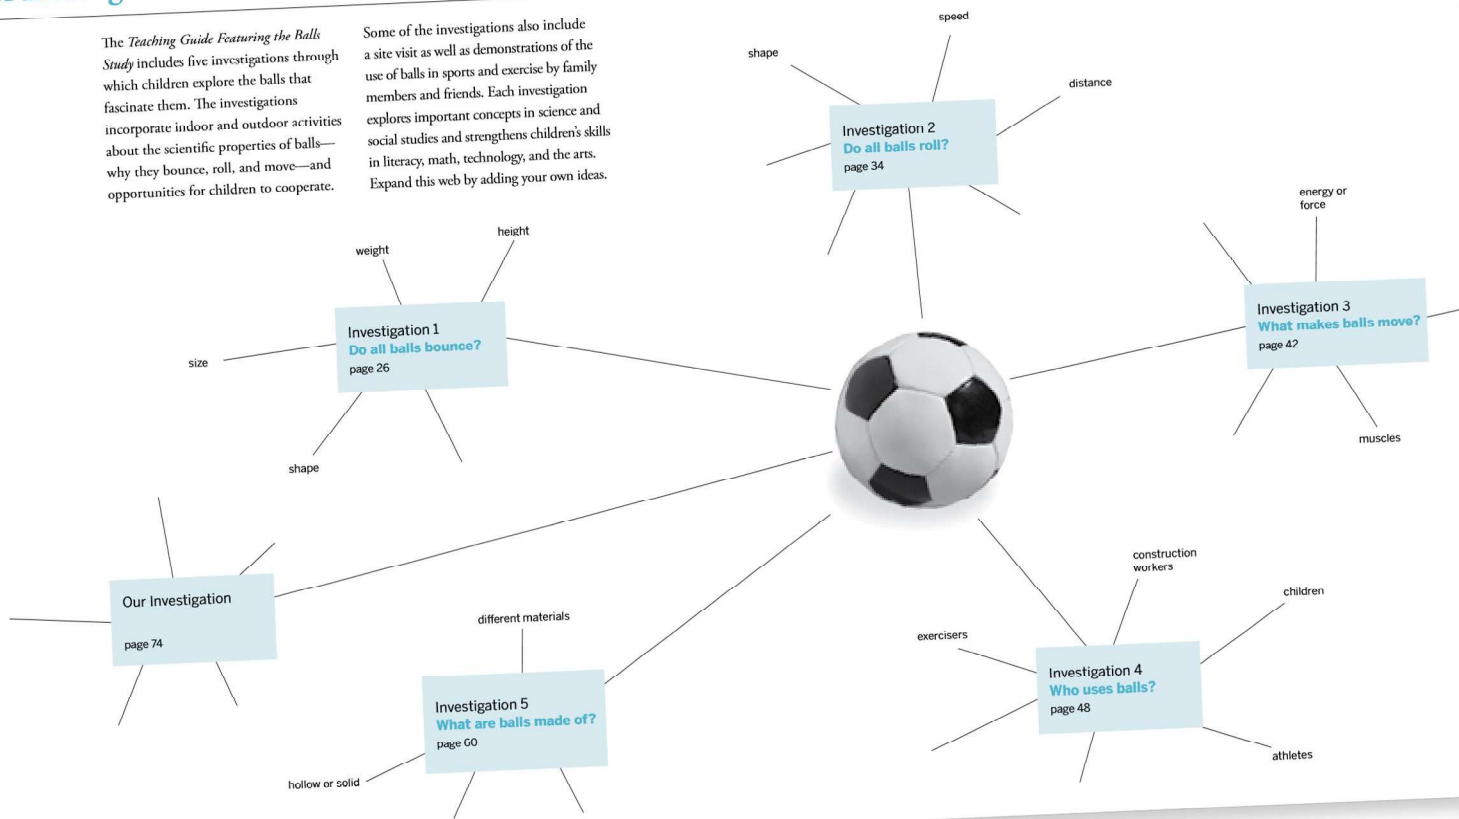 The Teaching Guide Featuring the Balls
Study includes five investigations through
which children explore the balls that
fascinate them. The investigations
incorporate indoor and outdoor activities
about the scientific properties of balls—
why they bounce, roll, and move—and
opportunities for children to cooperate.
Some of the investigations also include
a site visit as well as demonstrations of the
use of balls in sports and exercise by family
members and friends. Each investigation
explores important concepts in science and
social studies and strengthens children's skills
in literacy, math, technology, and the arts.
Expand this web by adding your own ideas.
speed
shape
distance
Investigation 2
Do all balls roll?
page 34
energy or
force
Investigation 3
What makes balls move?
page 42
muscles
height
weight
Investigation 1
Do all balls bounce?
page 26
size
shape
Our Investigation
page 74
different materials
Investigation 5
What are balls made of?
page 60
hollow or solid
construction
workers
children
exercisers
Investigation 4
Who uses balls?
page 48
athletes